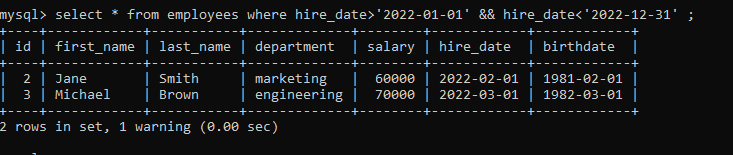 mysql> select * from employees where hire_date>'2022-01-01' && hire_date<'2022-12-31' ;
+----+------------+-----------+-------------+--------+------------+------------+
| id | first_name | last_name | department | salary | hire_date | birthdate |
+----+------------+-----------+-------------+--------+------------+------------+
| 2 | Jane | Smith | marketing | 60000 | 2022-02-01 | 1981-02-01 |
| 3 | Michael | Brown | engineering | 70000 | 2022-03-01 | 1982-03-01 |
+----+------------+-----------+-------------+--------+------------+------------+
2 rows in set, 1 warning (0.00 sec)